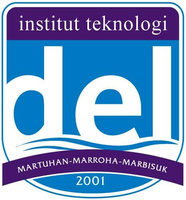 institut teknologi
del
MARTUHAN-MARROHA-MARBISUK
2001